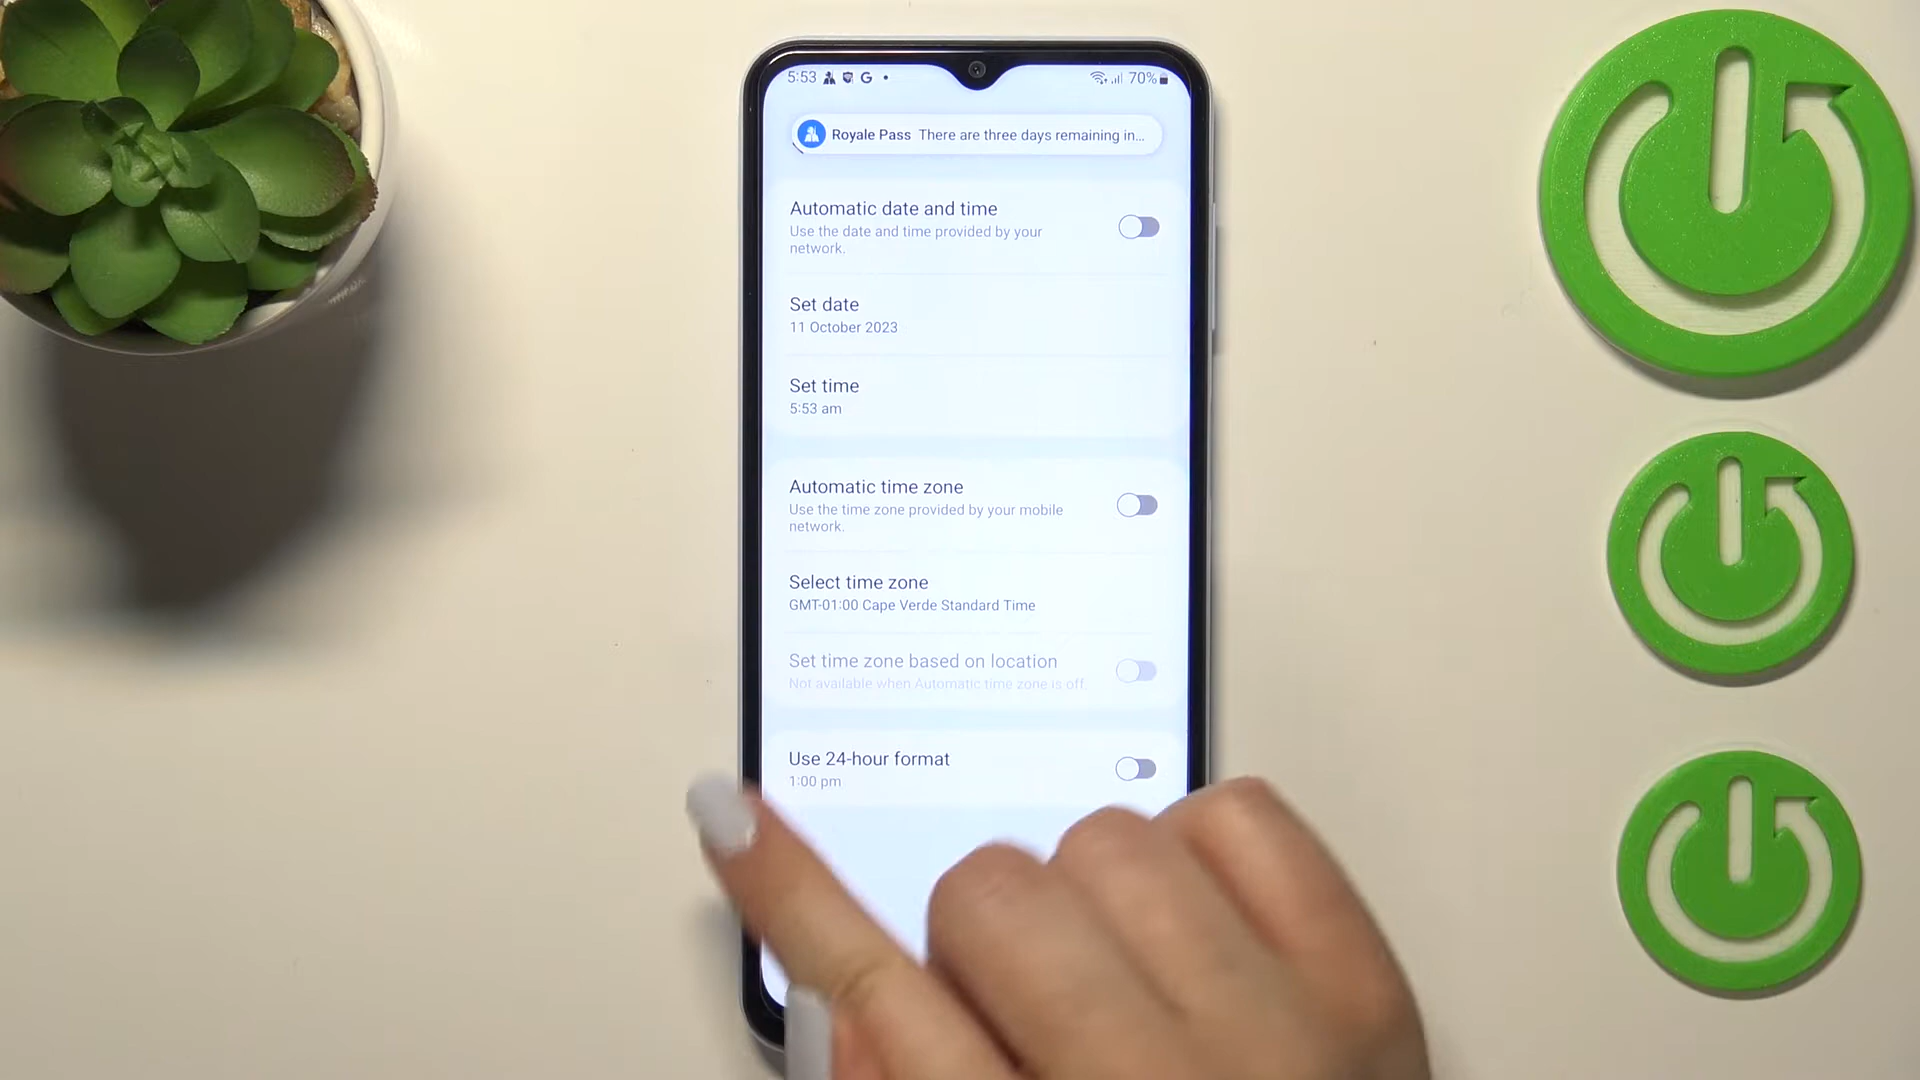 5:53 G 70%
Royale Pass There are three days remaining in...
Automatic date and time
Use the date and time provided by your
network.
Set date
11 October 2023
Set time
5:53 am
Automatic time zone
Use the time zone provided by your mobile
network.
Select time zone
GMT-01:00 Cape Verde Standard Time
Set time zone based on location
Not available when Automatic time zone is off.
Use 24-hour format
1:00 pm